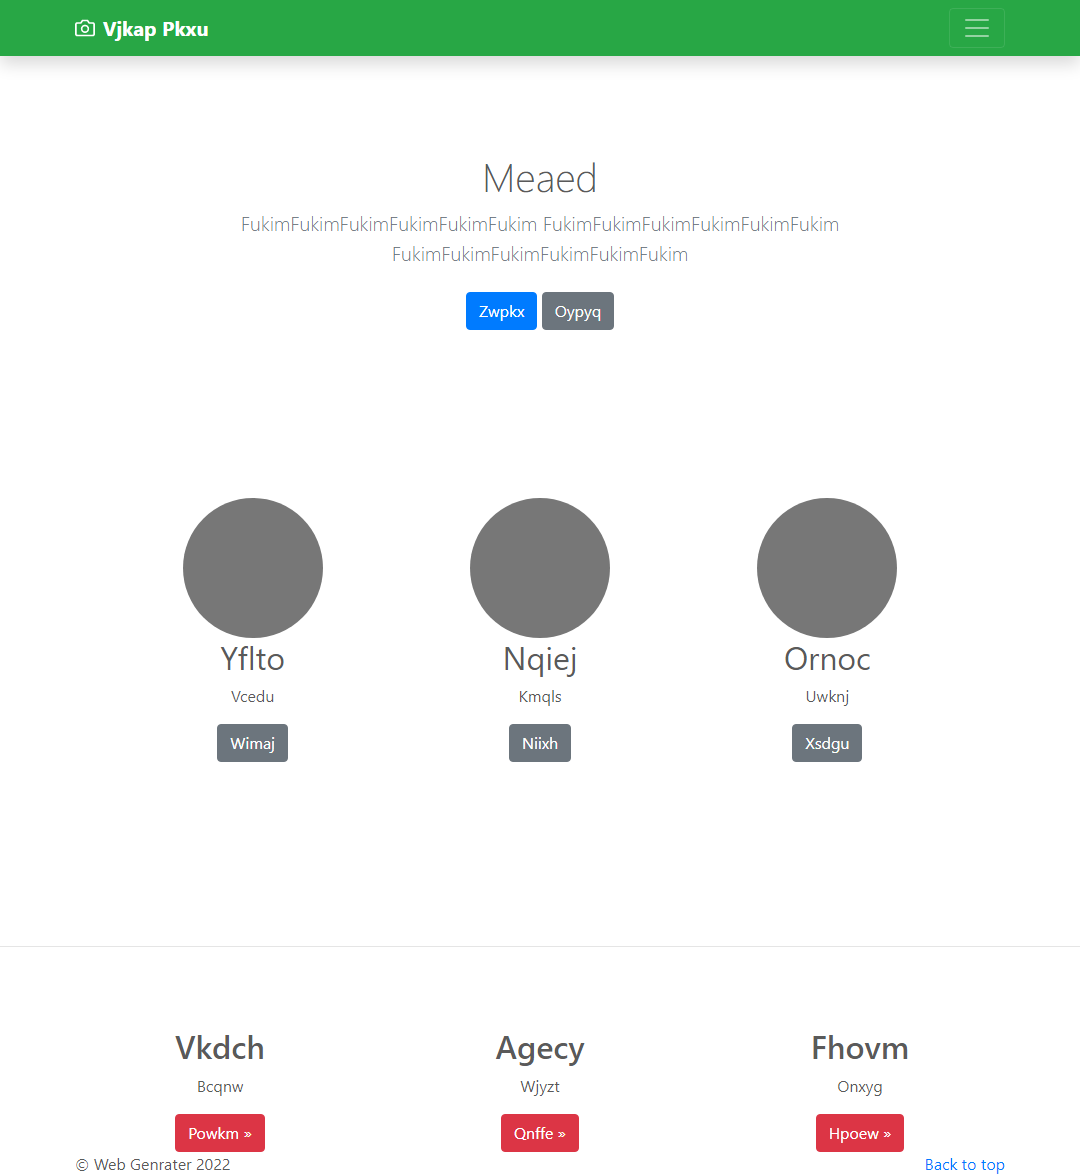 Vjkap Pkxu
Meaed
FukimFukimFukimFukimFukimFukim FukimFukimFukimFukimFukimFukim
FukimFukimFukimFukimFukimFukim
Zwpkx Oypyq
Yflto Nqiej Ornoc
Vcedu Kmqls Uwknj
Wimaj Niixh Xsdgu
Vkdch Agecy Fhovm
Bcqnw Wjyzt Onxyg
Powkm » Qnffe » Hpoew »
© Web Genrater 2022 Back to top